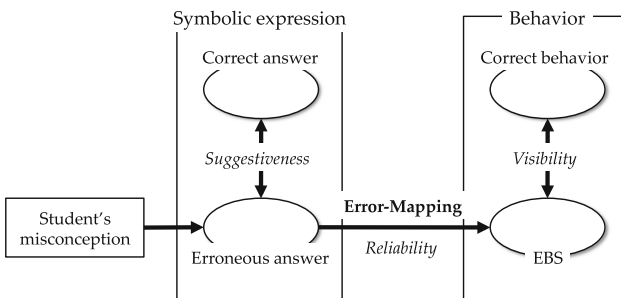 Symbolic expression
Behavior
Correct answer
Correct behavior
Suggestiveness
Visibility
Student's
misconception
Error-Mapping
Reliability
Erroneous answer
EBS